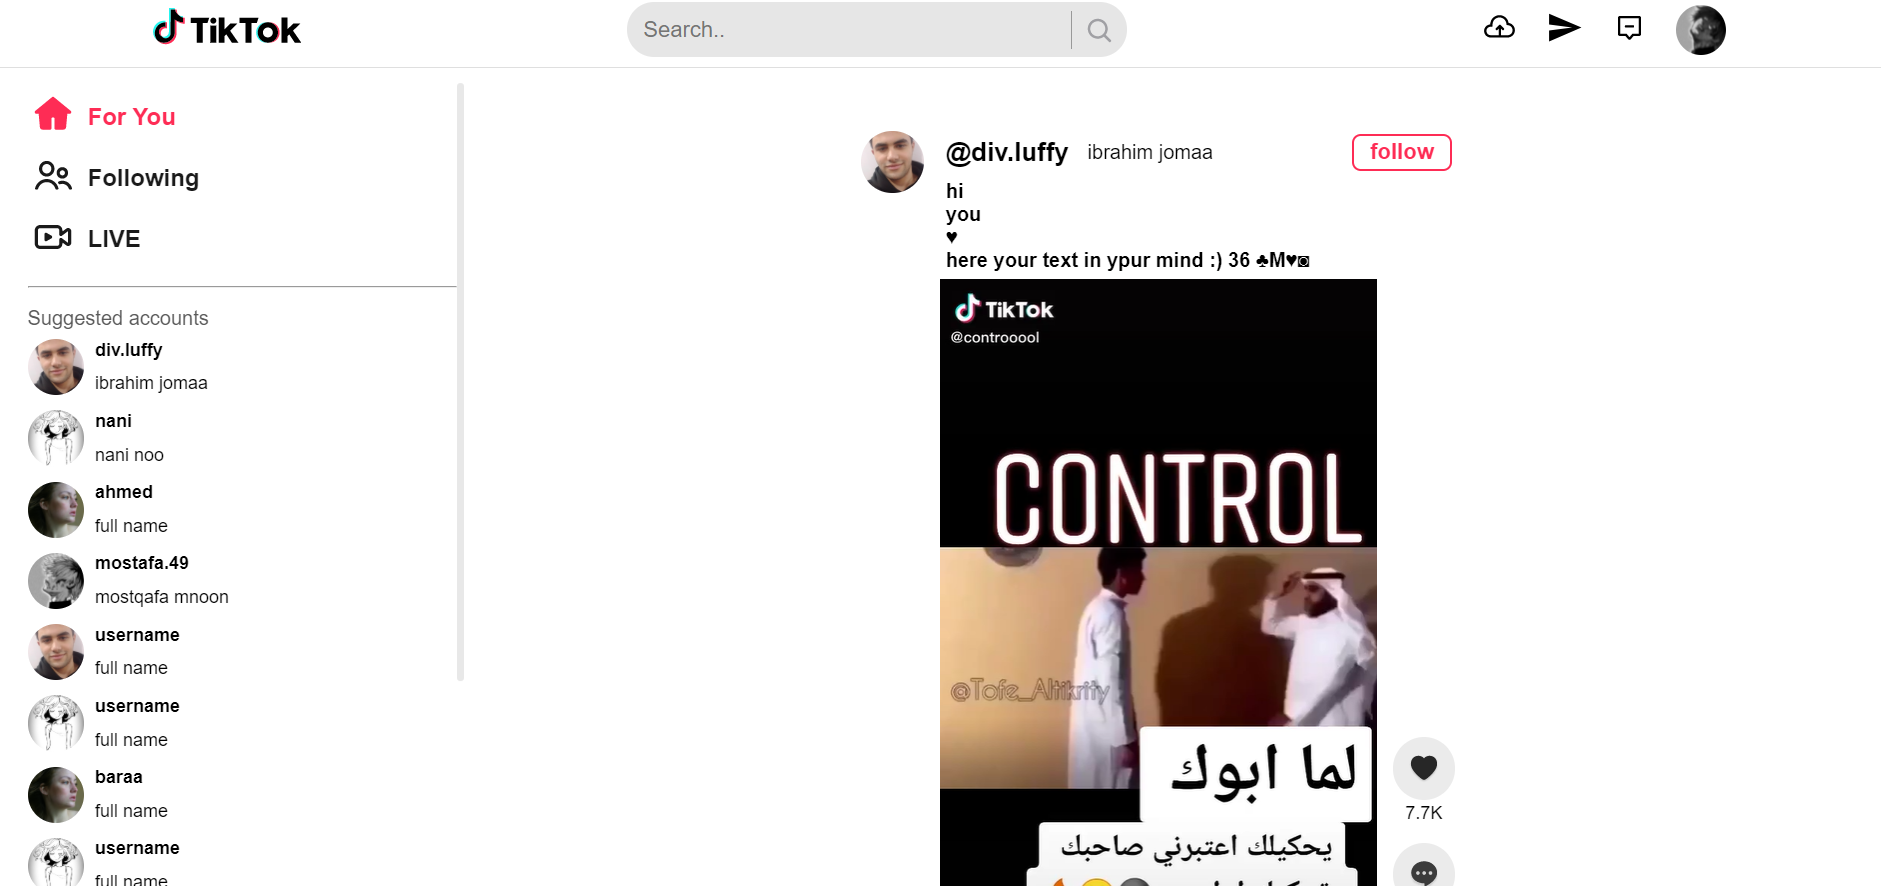 TikTok
Search..
For You
Following
LIVE
Suggested accounts
div.luffy
ibrahim jomaa
nani
nani noo
ahmed
full name
mostafa.49
mostqafa mnoon
username
full name
username
full name
baraa
full name
username
full name
@div.luffy ibrahim jomaa
follow
hi
you
♥
here your text in ypur mind :) 36 ♣M♥◙
TikTok
@controoool
CONTROL
@Tofe_Altikrity
لما ابوك
يحكيلك اعتبرني صاحبك
7.7K